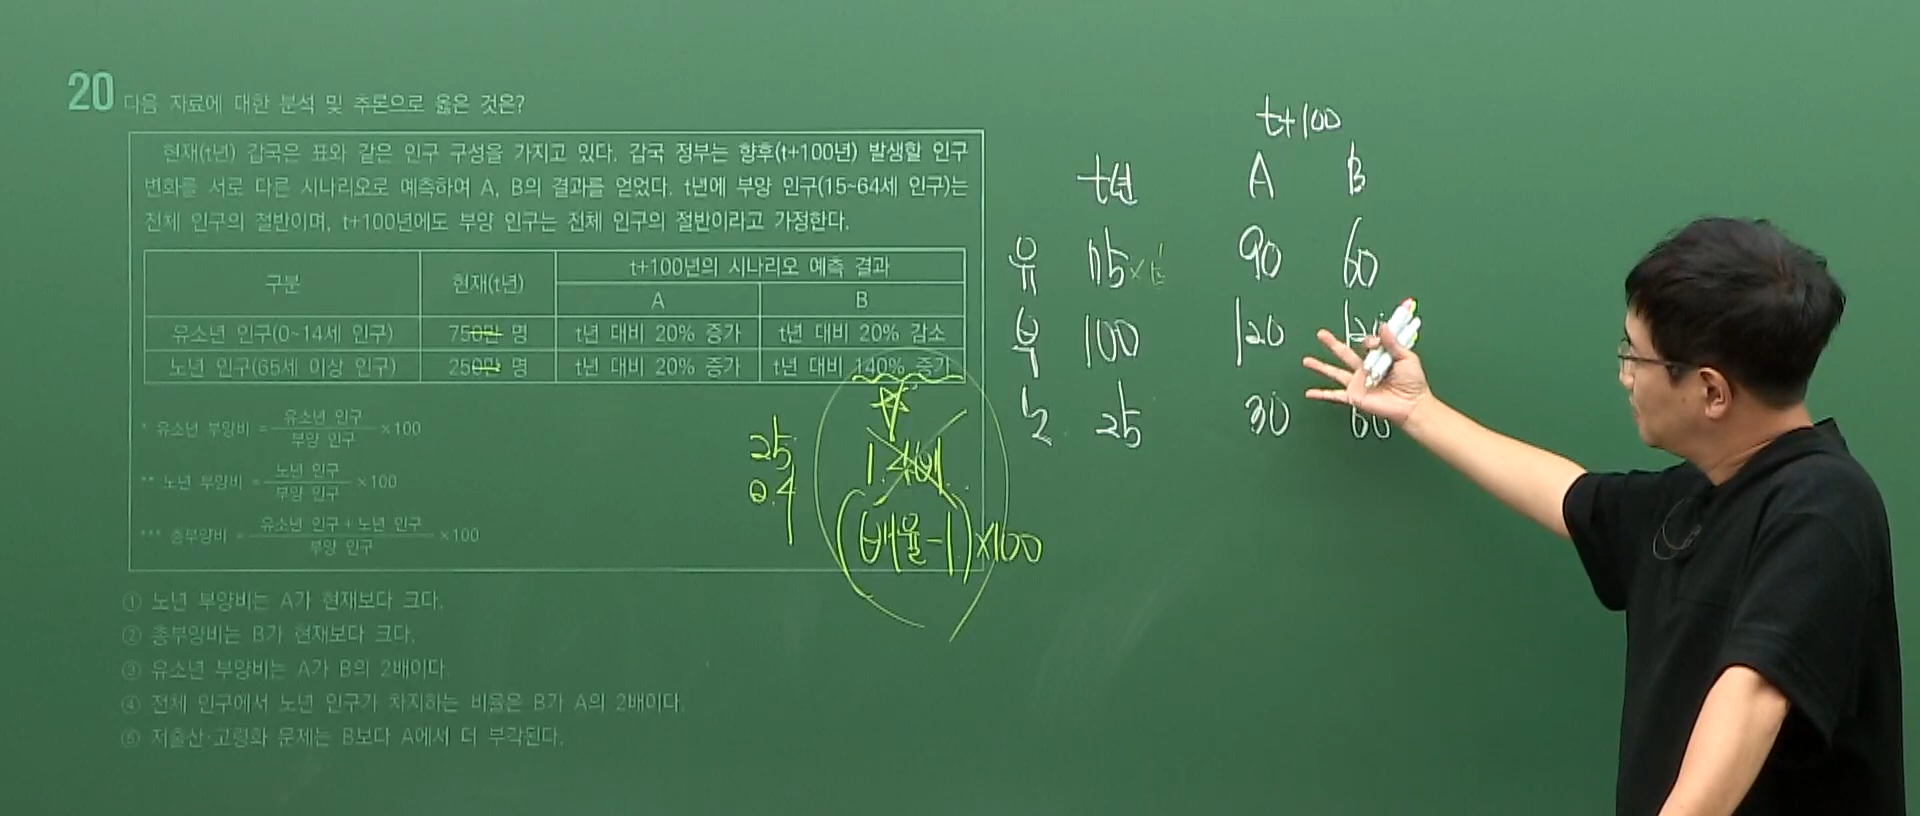 20 다음 자료에 대한 분석 및 추론으로 옳은 것은?
현재(t년) 갑국은 표와 같은 인구 구성을 가지고 있다. 갑국 정부는 향후(t+100년) 발생할 인구
변화를 서로 다른 시나리오로 예측하여 A, B의 결과를 얻었다. t년에 부양 인구(15~64세 인구)는
전체 인구의 절반이며, t+100년에도 부양 인구는 전체 인구의 절반이라고 가정한다.
구분 현재(t년) t+100년의 시나리오 예측 결과
A B
유소년 인구(0~14세 인구) 750만 명 t년 대비 20% 증가 t년 대비 20% 감소
노년 인구(65세 이상 인구) 250만 명 t년 대비 20% 증가 t년 대비 140% 증가
* 유소년 부양비 = 유소년 인구 / 부양 인구 ×100
** 노년 부양비 = 노년 인구 / 부양 인구 ×100
*** 총부양비 = 유소년 인구 + 노년 인구 / 부양 인구 ×100
① 노년 부양비는 A가 현재보다 크다.
② 총부양비는 B가 현재보다 크다.
③ 유소년 부양비는 A가 B의 2배이다.
④ 전체 인구에서 노년 인구가 차지하는 비율은 B가 A의 2배이다.
⑤ 저출산·고령화 문제는 B보다 A에서 더 부각된다.
25
1.4배
(배율-1)×100
t+100
t년 A B
유 75 90 60
부 100 120 120
노 25 30 60